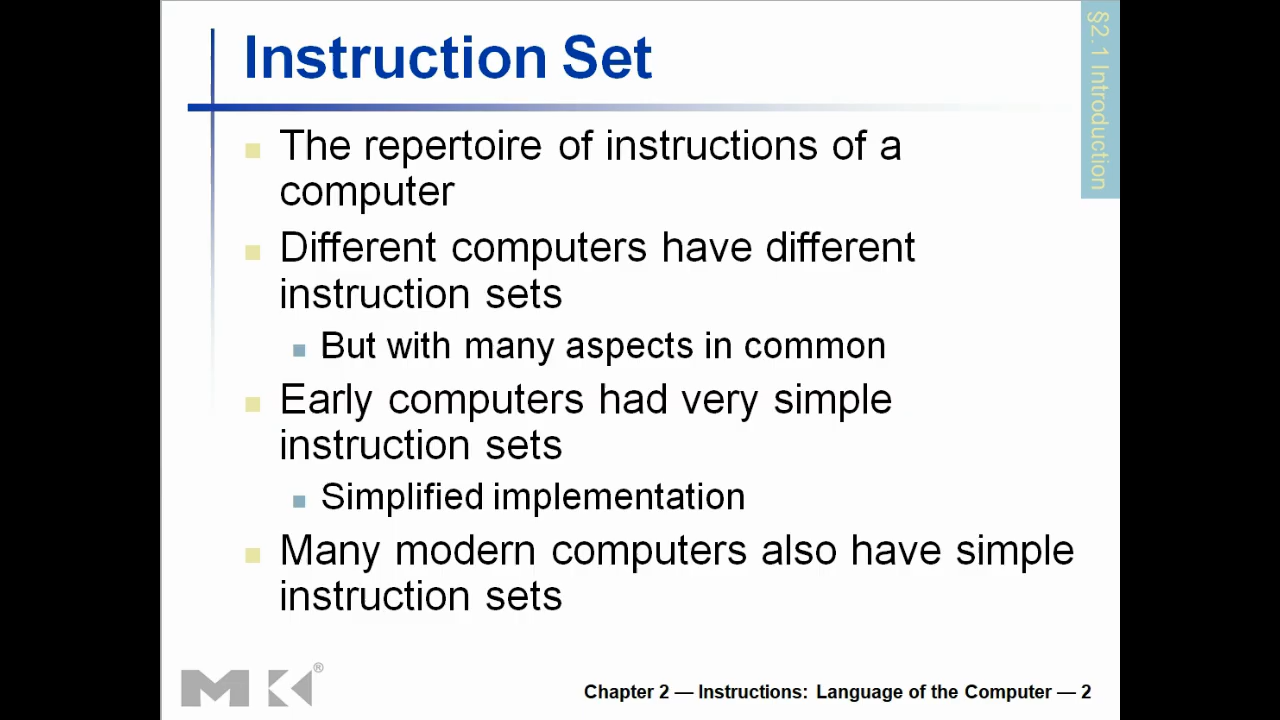 Instruction Set
§2.1 Introduction
The repertoire of instructions of a
computer
Different computers have different
instruction sets
But with many aspects in common
Early computers had very simple
instruction sets
Simplified implementation
Many modern computers also have simple
instruction sets
MK®
Chapter 2 — Instructions: Language of the Computer — 2